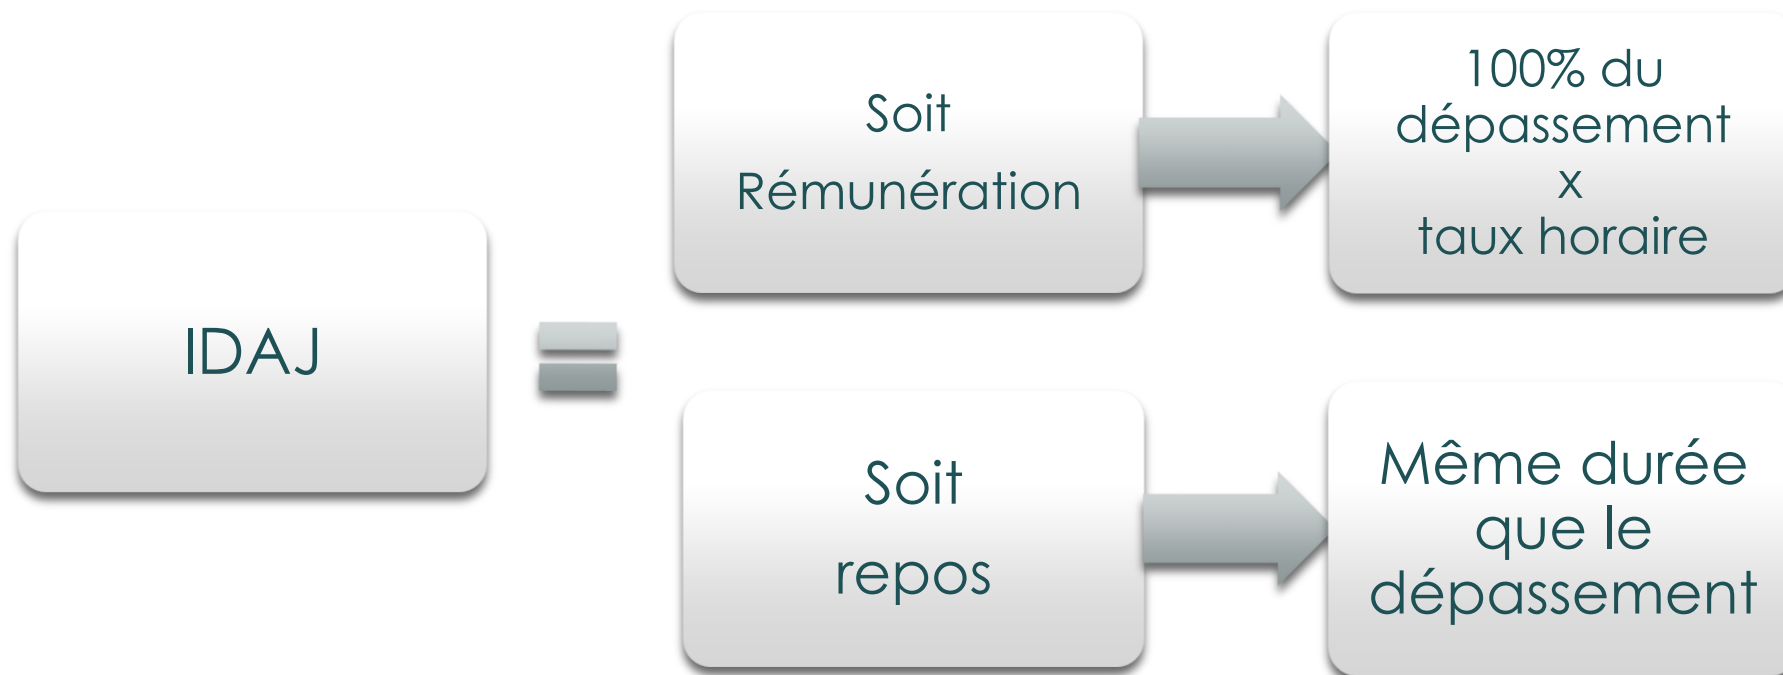 IDAJ
Soit
Rémunération
100% du
dépassement
x
taux horaire
Soit
repos
Même durée
que le
dépassement